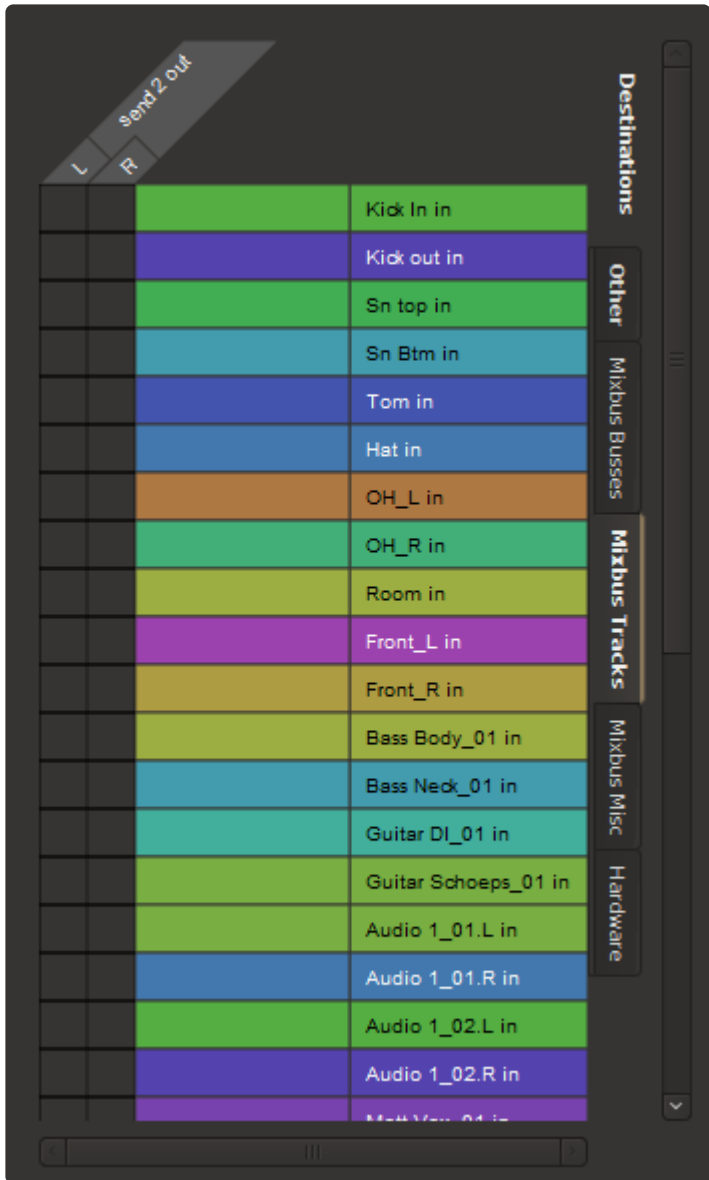 Send 2 out
L
R
Destinations
Kick In in
Kick out in
Sn top in
Sn Btm in
Tom in
Hat in
OH_L in
OH_R in
Room in
Front_L in
Front_R in
Bass Body_01 in
Bass Neck_01 in
Guitar DI_01 in
Guitar Schoeps_01 in
Audio 1_01.L in
Audio 1_01.R in
Audio 1_02.L in
Audio 1_02.R in
Matt Vox_01 in
Other
Mixbus Busses
Mixbus Tracks
Mixbus Misc
Hardware